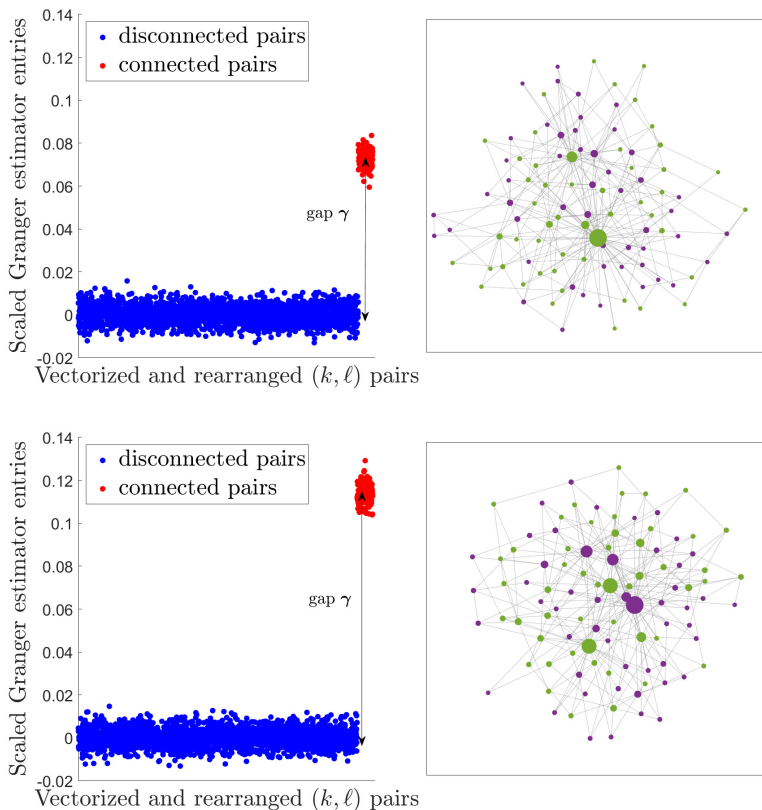 0.14
disconnected pairs
0.12
connected pairs
0.1
0.08
0.06
gap γ
0.04
0.02
0
-0.02
Scaled Granger estimator entries
Vectorized and rearranged (k, ℓ) pairs
0.14
disconnected pairs
0.12
connected pairs
0.1
0.08
0.06
gap γ
0.04
0.02
0
-0.02
Scaled Granger estimator entries
Vectorized and rearranged (k, ℓ) pairs